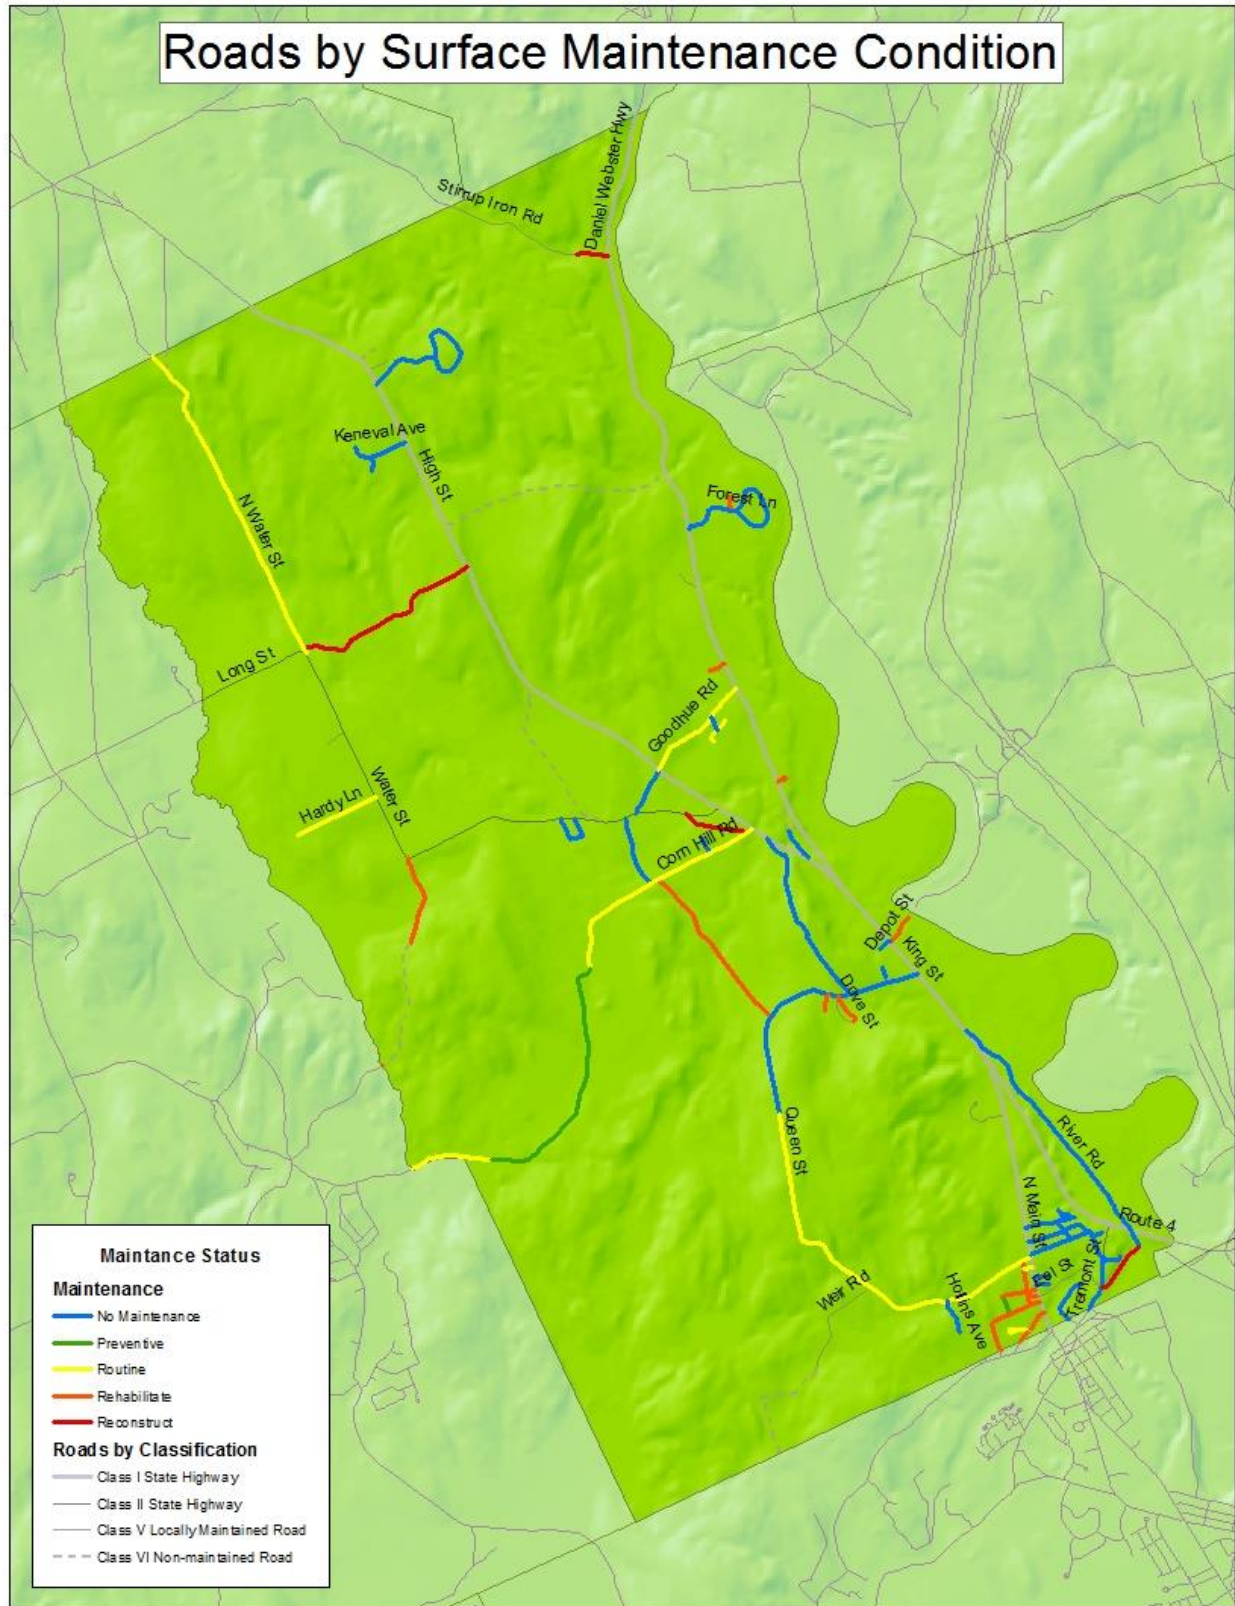 Roads by Surface Maintenance Condition
Daniel Webster Hwy
Stirrup Iron Rd
Keneval Ave
High St
Forest Ln
N Water St
Long St
Goodhue Rd
Water St
Hardy Ln
Corn Hill Rd
Depot St
King St
Dove St
Queen St
River Rd
N Main St
Route 4
Tremont St
Weir Rd
Maintance Status
Maintenance
No Maintenance
Preventive
Routine
Rehabilitate
Reconstruct
Roads by Classification
Class I State Highway
Class II State Highway
Class V Locally Maintained Road
Class VI Non-maintained Road